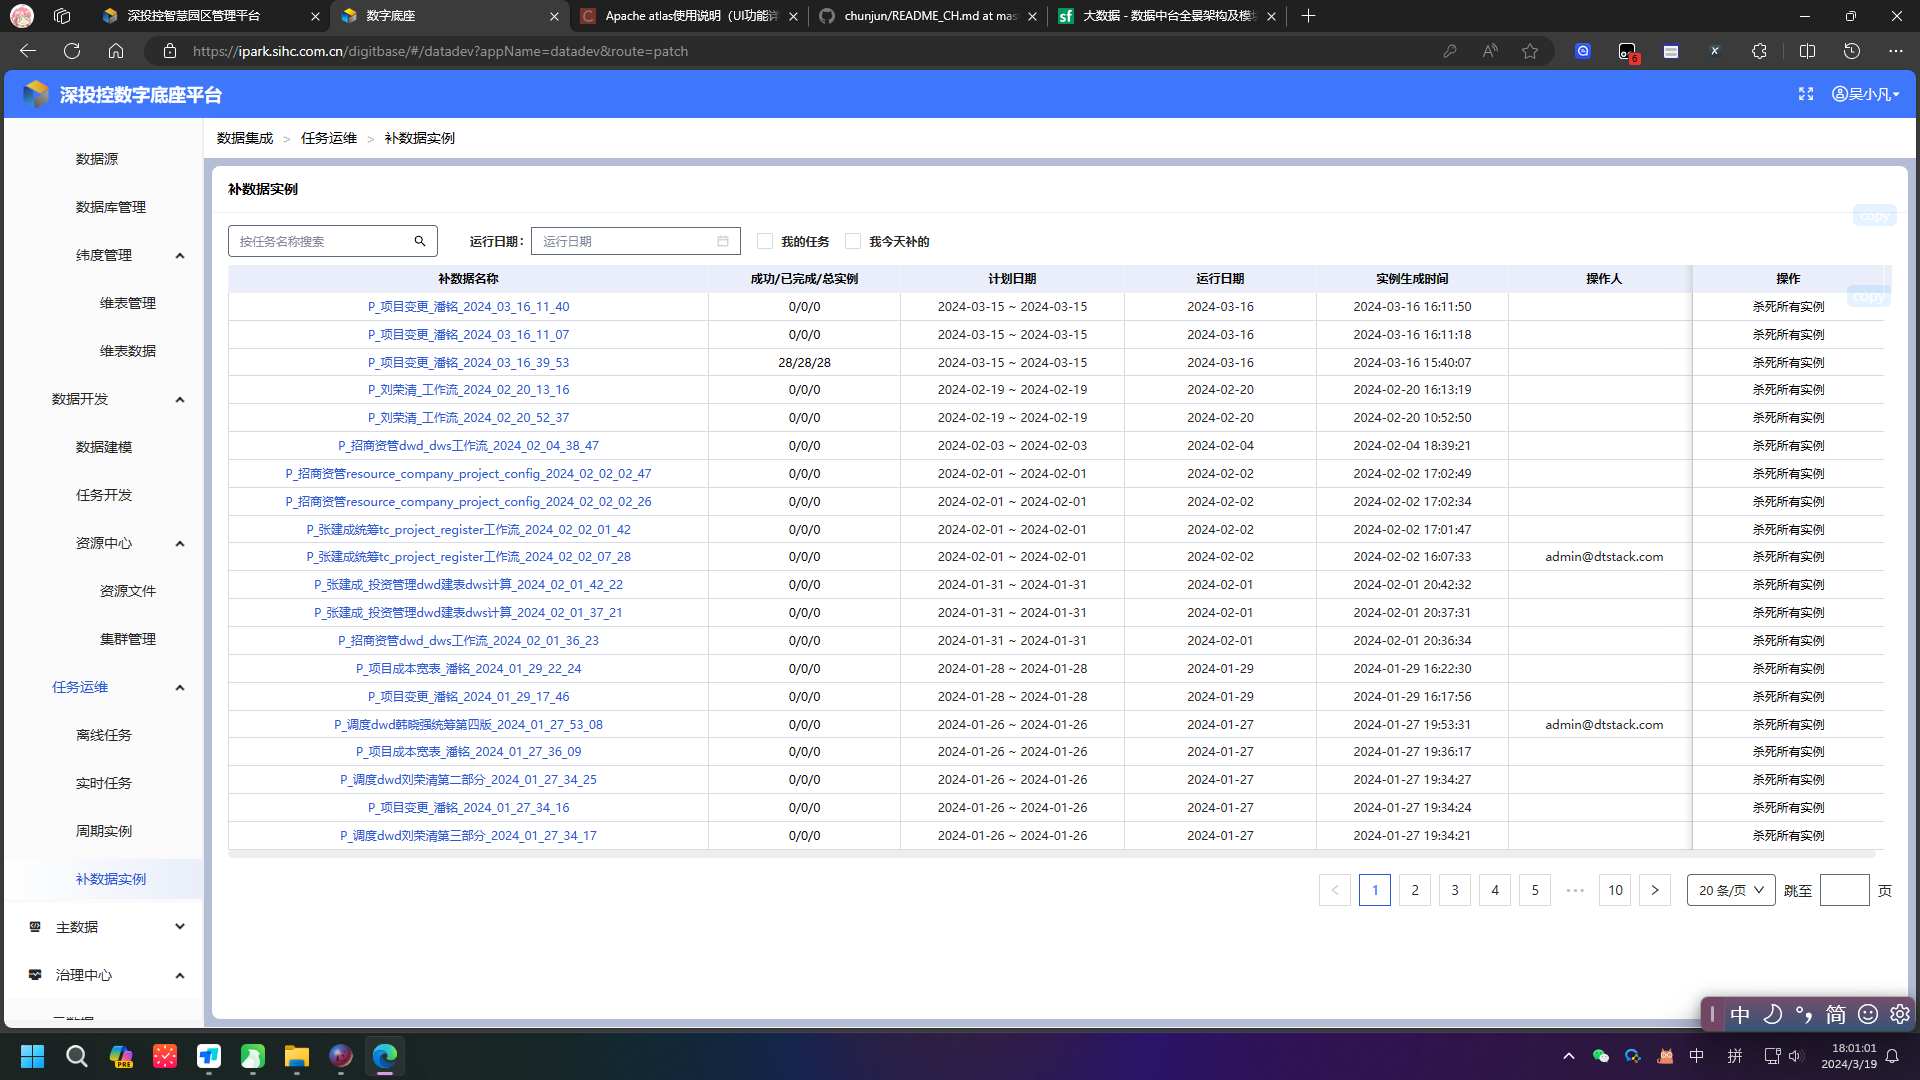 深投控智慧园区管理平台
数字底座
Apache atlas使用说明（UI功能详
chunjun/README_CH.md at mas
sf 大数据 - 数据中台全景架构及模块
https://ipark.sihc.com.cn/digitbase/#/datadev?appName=datadev&route=patch
6
深投控数字底座平台
吴小凡
数据源
数据库管理
纬度管理
维表管理
维表数据
数据开发
数据建模
任务开发
资源中心
资源文件
集群管理
任务运维
离线任务
实时任务
周期实例
补数据实例
主数据
治理中心
数据集成 > 任务运维 > 补数据实例
补数据实例
copy
按任务名称搜索
运行日期：
运行日期
我的任务
我今天补的
补数据名称 成功/已完成/总实例 计划日期 运行日期 实例生成时间 操作人 操作
copy
P_项目变更_潘铭_2024_03_16_11_40 0/0/0 2024-03-15 ~ 2024-03-15 2024-03-16 2024-03-16 16:11:50 杀死所有实例
P_项目变更_潘铭_2024_03_16_11_07 0/0/0 2024-03-15 ~ 2024-03-15 2024-03-16 2024-03-16 16:11:18 杀死所有实例
P_项目变更_潘铭_2024_03_16_39_53 28/28/28 2024-03-15 ~ 2024-03-15 2024-03-16 2024-03-16 15:40:07 杀死所有实例
P_刘荣清_工作流_2024_02_20_13_16 0/0/0 2024-02-19 ~ 2024-02-19 2024-02-20 2024-02-20 16:13:19 杀死所有实例
P_刘荣清_工作流_2024_02_20_52_37 0/0/0 2024-02-19 ~ 2024-02-19 2024-02-20 2024-02-20 10:52:50 杀死所有实例
P_招商资管dwd_dws工作流_2024_02_04_38_47 0/0/0 2024-02-03 ~ 2024-02-03 2024-02-04 2024-02-04 18:39:21 杀死所有实例
P_招商资管resource_company_project_config_2024_02_02_02_47 0/0/0 2024-02-01 ~ 2024-02-01 2024-02-02 2024-02-02 17:02:49 杀死所有实例
P_招商资管resource_company_project_config_2024_02_02_02_26 0/0/0 2024-02-01 ~ 2024-02-01 2024-02-02 2024-02-02 17:02:34 杀死所有实例
P_张建成统筹tc_project_register工作流_2024_02_02_01_42 0/0/0 2024-02-01 ~ 2024-02-01 2024-02-02 2024-02-02 17:01:47 杀死所有实例
P_张建成统筹tc_project_register工作流_2024_02_02_07_28 0/0/0 2024-02-01 ~ 2024-02-01 2024-02-02 2024-02-02 16:07:33 admin@dtstack.com 杀死所有实例
P_张建成_投资管理dwd建表dws计算_2024_02_01_42_22 0/0/0 2024-01-31 ~ 2024-01-31 2024-02-01 2024-02-01 20:42:32 杀死所有实例
P_张建成_投资管理dwd建表dws计算_2024_02_01_37_21 0/0/0 2024-01-31 ~ 2024-01-31 2024-02-01 2024-02-01 20:37:31 杀死所有实例
P_招商资管dwd_dws工作流_2024_02_01_36_23 0/0/0 2024-01-31 ~ 2024-01-31 2024-02-01 2024-02-01 20:36:34 杀死所有实例
P_项目成本宽表_潘铭_2024_01_29_22_24 0/0/0 2024-01-28 ~ 2024-01-28 2024-01-29 2024-01-29 16:22:30 杀死所有实例
P_项目变更_潘铭_2024_01_29_17_46 0/0/0 2024-01-28 ~ 2024-01-28 2024-01-29 2024-01-29 16:17:56 杀死所有实例
P_调度dwd韩晓强统筹第四版_2024_01_27_53_08 0/0/0 2024-01-26 ~ 2024-01-26 2024-01-27 2024-01-27 19:53:31 admin@dtstack.com 杀死所有实例
P_项目成本宽表_潘铭_2024_01_27_36_09 0/0/0 2024-01-26 ~ 2024-01-26 2024-01-27 2024-01-27 19:36:17 杀死所有实例
P_调度dwd刘荣清第二部分_2024_01_27_34_25 0/0/0 2024-01-26 ~ 2024-01-26 2024-01-27 2024-01-27 19:34:27 杀死所有实例
P_项目变更_潘铭_2024_01_27_34_16 0/0/0 2024-01-26 ~ 2024-01-26 2024-01-27 2024-01-27 19:34:24 杀死所有实例
P_调度dwd刘荣清第三部分_2024_01_27_34_17 0/0/0 2024-01-26 ~ 2024-01-26 2024-01-27 2024-01-27 19:34:21 杀死所有实例
< 1 2 3 4 5 ••• 10 > 20 条/页 跳至 页
中 简
PRE
中 拼
18:01:01
2024/3/19